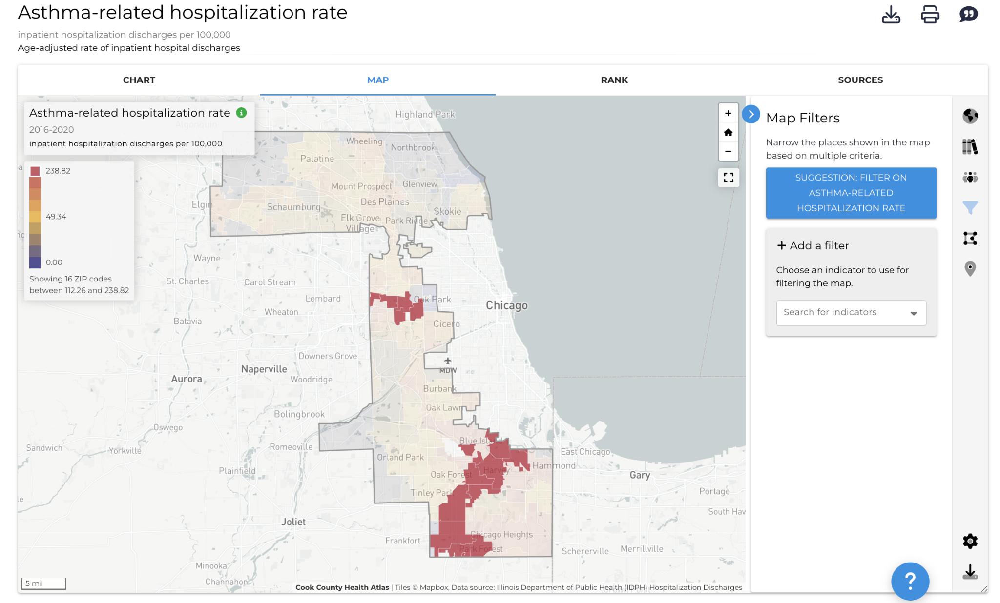 Asthma-related hospitalization rate
inpatient hospitalization discharges per 100,000
Age-adjusted rate of inpatient hospital discharges
CHART
MAP
RANK
SOURCES
Asthma-related hospitalization rate
2016-2020
inpatient hospitalization discharges per 100,000
Algonquin
Carpentersville
238.82
49.34
0.00
Showing 16 ZIP codes
between 112.26 and 238.82
Highland Park
Wheeling
Northbrook
Palatine
Mount Prospect
Glenview
Elgin
Des Plaines
Schaumburg
Skokie
Elk Grove
Village
Park Ridge
Wayne
St. Charles
Carol Stream
Lombard
Oak Park
Chicago
Wheaton
Batavia
Cicero
Downers Grove
MDW
Naperville
Aurora
Woodridge
Burbank
Oak Lawn
Bolingbrook
Oswego
Blue Island
Sandwich
Yorkville
Romeoville
East Chicago
Orland Park
Hammond
Plainfield
Oak Forest
Harvey
Gary
Tinley Park
Portage
le
South Hav
Joliet
Chicago Heights
Frankfort
Park Forest
Schererville
Merrillville
Minooka
Channahon
Crown Point
5 mi
Cook County Health Atlas | Tiles © Mapbox, Data source: Illinois Department of Public Health (IDPH) Hospitalization Discharges
+
−
Map Filters
Narrow the places shown in the map
based on multiple criteria.
SUGGESTION: FILTER ON
ASTHMA-RELATED
HOSPITALIZATION RATE
+ Add a filter
Choose an indicator to use for
filtering the map.
Search for indicators
?